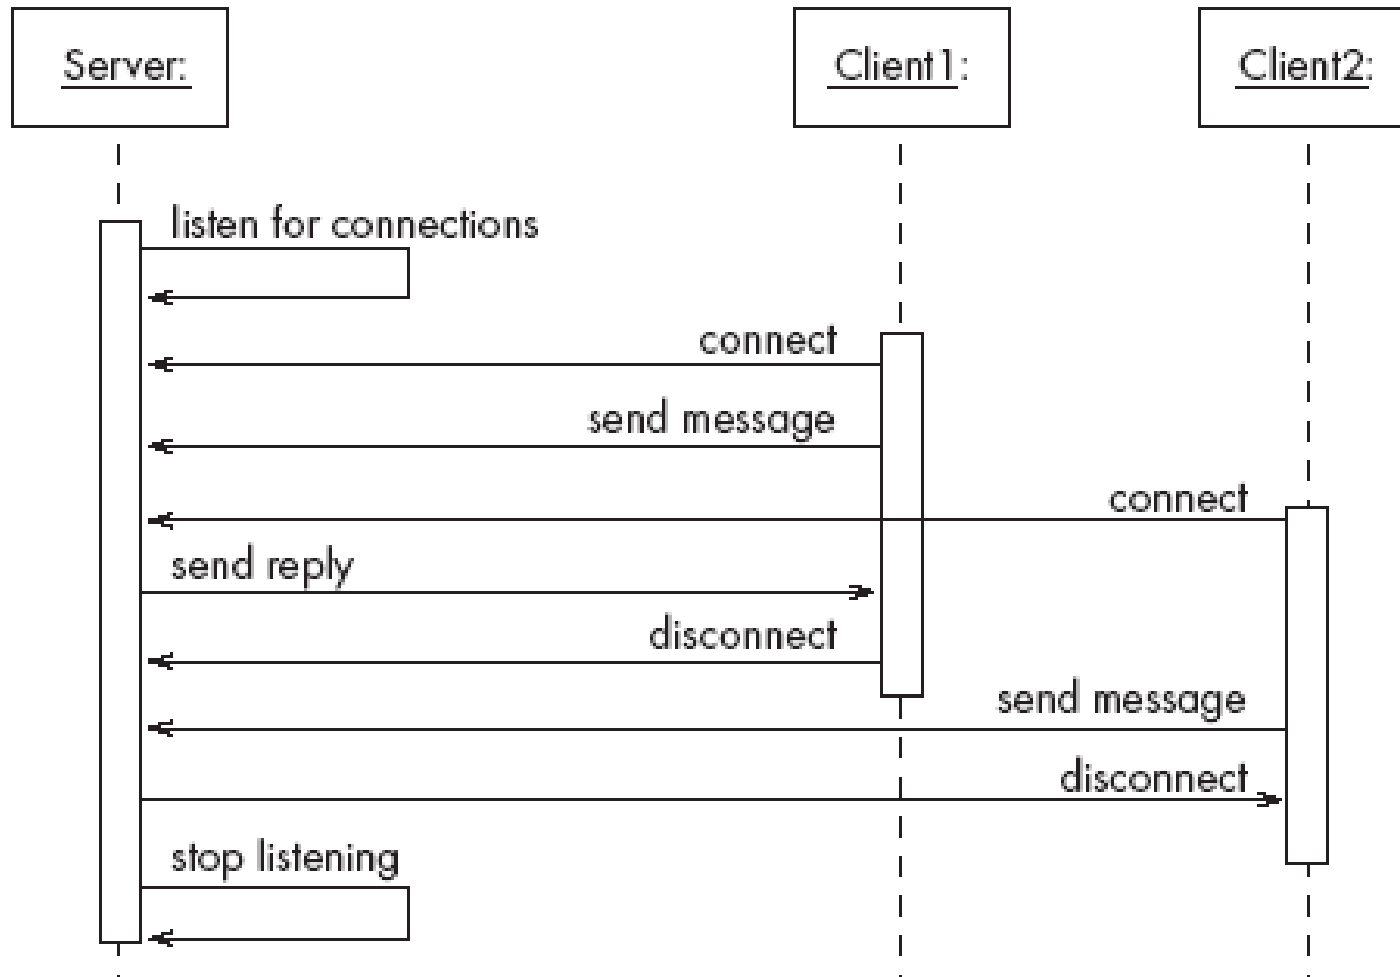 Server:
Client1:
Client2:
listen for connections
connect
send message
connect
send reply
disconnect
send message
disconnect
stop listening